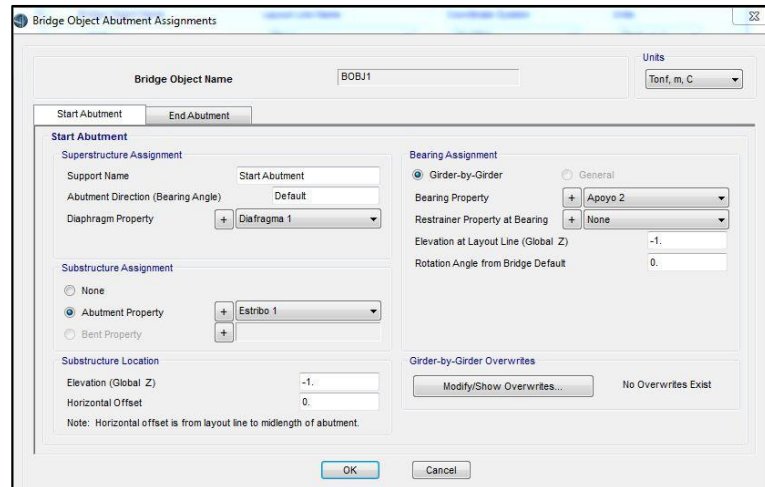 Bridge Object Abutment Assignments
Bridge Object Name
BOBJ1
Units
Tonf, m, C
Start Abutment
End Abutment
Start Abutment
Superstructure Assignment
Support Name
Start Abutment
Abutment Direction (Bearing Angle)
Default
Diaphragm Property
+
Diafragma 1
Substructure Assignment
None
Abutment Property
+
Estribo 1
Bent Property
+
Substructure Location
Elevation (Global Z)
-1.
Horizontal Offset
0.
Note: Horizontal offset is from layout line to midlength of abutment.
Bearing Assignment
Girder-by-Girder
General
Bearing Property
+
Apoyo 2
Restrainer Property at Bearing
+
None
Elevation at Layout Line (Global Z)
-1.
Rotation Angle from Bridge Default
0.
Girder-by-Girder Overwrites
Modify/Show Overwrites...
No Overwrites Exist
OK
Cancel